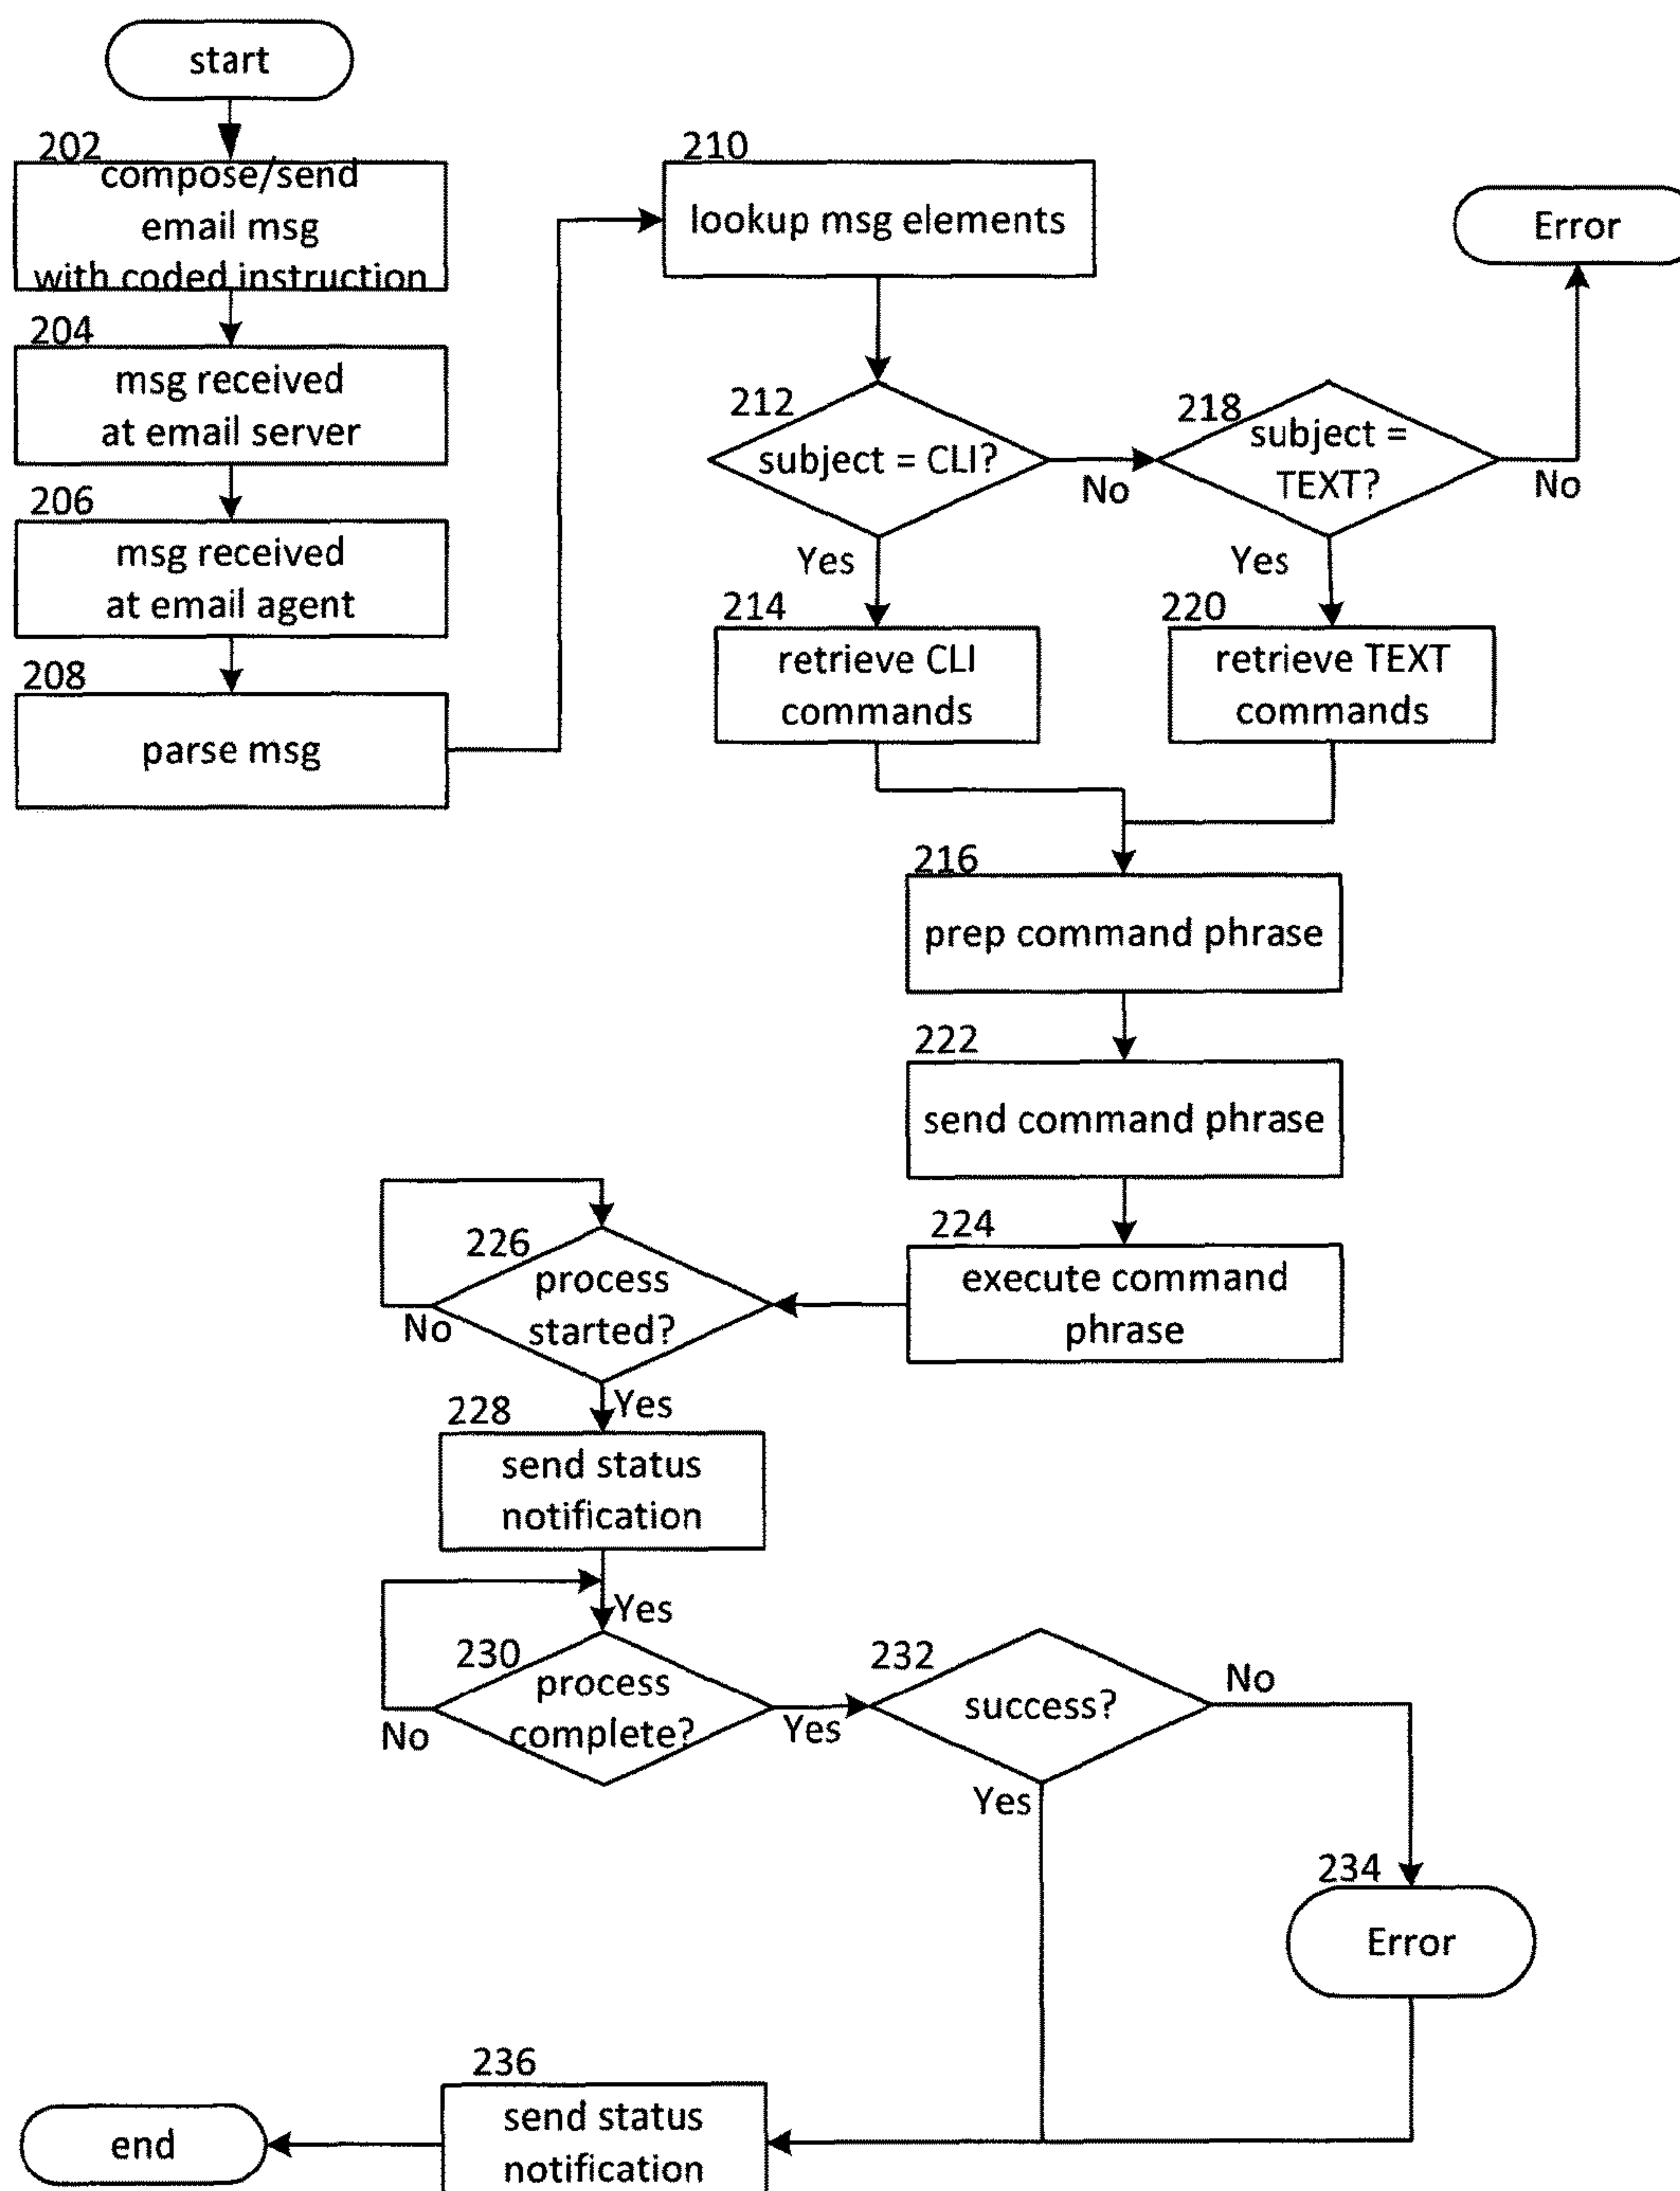 start
202
compose/send
email msg
with coded instruction
204
msg received
at email server
206
msg received
at email agent
208
parse msg
210
lookup msg elements
Error
212
subject = CLI?
No
218
subject =
TEXT?
No
Yes
Yes
214
retrieve CLI
commands
220
retrieve TEXT
commands
216
prep command phrase
222
send command phrase
224
execute command
phrase
226
process
started?
No
Yes
228
send status
notification
Yes
230
process
complete?
No
Yes
232
success?
No
Yes
234
Error
236
send status
notification
end